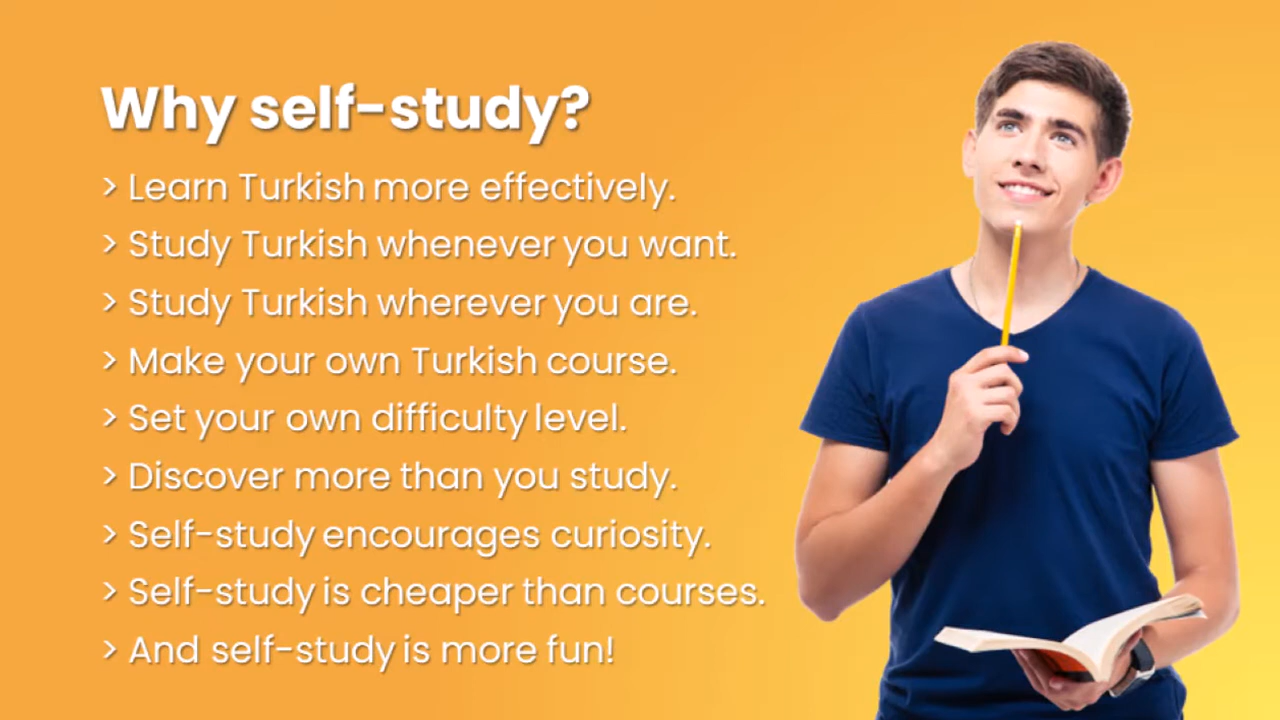 Why self-study?
> Learn Turkish more effectively.
> Study Turkish whenever you want.
> Study Turkish wherever you are.
> Make your own Turkish course.
> Set your own difficulty level.
> Discover more than you study.
> Self-study encourages curiosity.
> Self-study is cheaper than courses.
> And self-study is more fun!